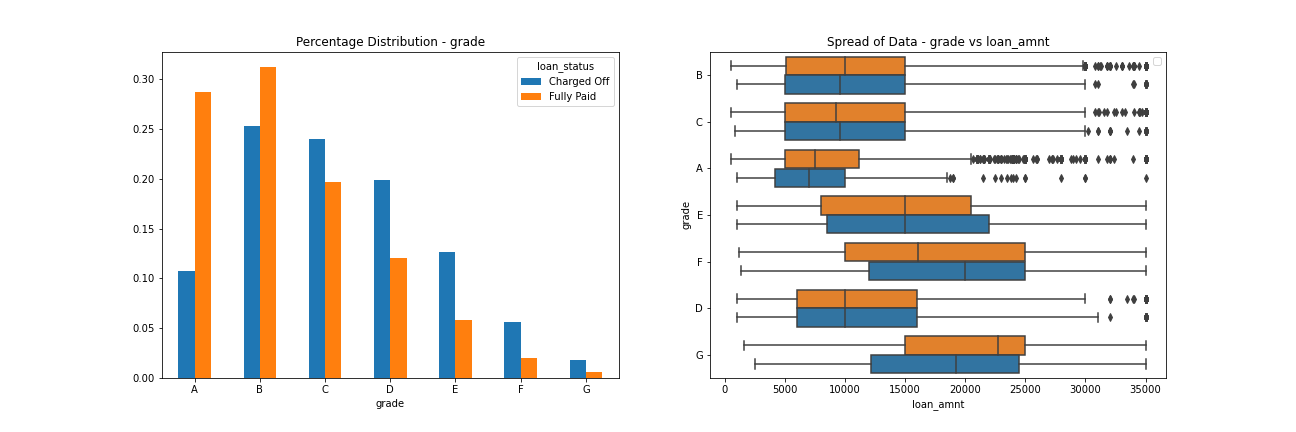 Percentage Distribution - grade
loan_status
Charged Off
Fully Paid
0.30
0.25
0.20
0.15
0.10
0.05
0.00
A B C D E F G
grade
Spread of Data - grade vs loan_amnt
grade
B
C
A
E
F
D
G
0 5000 10000 15000 20000 25000 30000 35000
loan_amnt